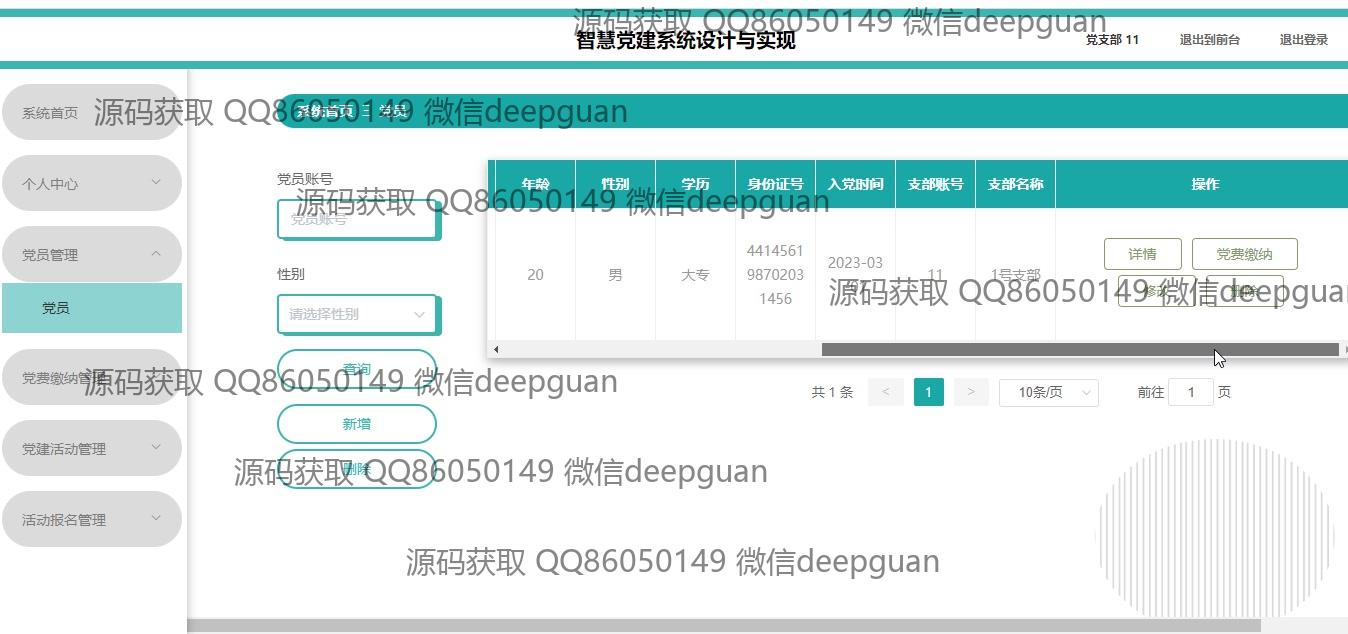 源码获取 QQ86050149 微信deepguan
智慧党建系统设计与实现
党支部 11
退出到前台
退出登录
系统首页
源码获取 QQ86050149 微信deepguan
系统首页
党员
个人中心
党员管理
党员
党费缴纳管理
党建活动管理
活动报名管理
党员账号
源码获取 QQ86050149 微信deepguan
党员账号
性别
请选择性别
查询
新增
删除
年龄 性别 学历 身份证号 入党时间 支部账号 支部名称 操作
20 男 大专
4414561
9870203
1456
2023-03
11
1号支部
详情 党费缴纳
修改 删除
源码获取 QQ86050149 微信deepguan
源码获取 QQ86050149 微信deepguan
共 1 条 < 1 > 10条/页 前往 1 页
源码获取 QQ86050149 微信deepguan
源码获取 QQ86050149 微信deepguan